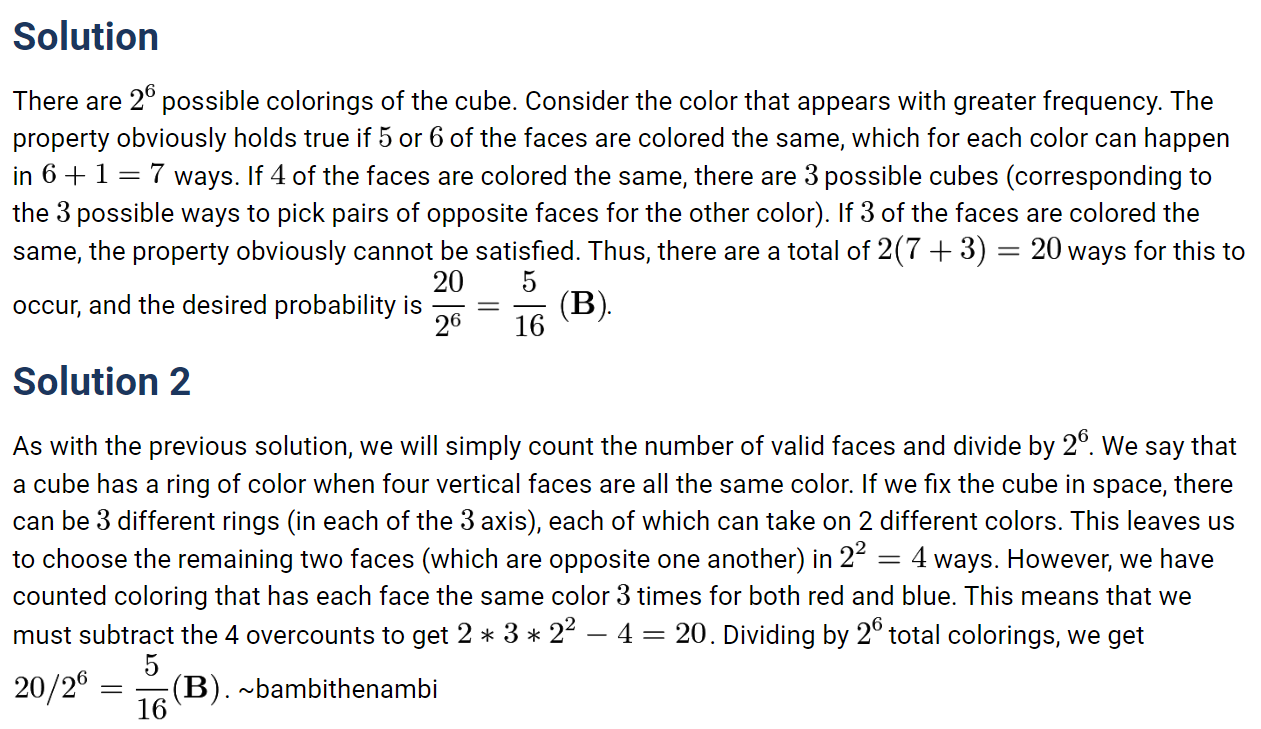 Solution
There are 2^6 possible colorings of the cube. Consider the color that appears with greater frequency. The
property obviously holds true if 5 or 6 of the faces are colored the same, which for each color can happen
in 6 + 1 = 7 ways. If 4 of the faces are colored the same, there are 3 possible cubes (corresponding to
the 3 possible ways to pick pairs of opposite faces for the other color). If 3 of the faces are colored the
same, the property obviously cannot be satisfied. Thus, there are a total of 2(7 + 3) = 20 ways for this to
occur, and the desired probability is \frac{20}{2^6} = \frac{5}{16} (B).
Solution 2
As with the previous solution, we will simply count the number of valid faces and divide by 2^6. We say that
a cube has a ring of color when four vertical faces are all the same color. If we fix the cube in space, there
can be 3 different rings (in each of the 3 axis), each of which can take on 2 different colors. This leaves us
to choose the remaining two faces (which are opposite one another) in 2^2 = 4 ways. However, we have
counted coloring that has each face the same color 3 times for both red and blue. This means that we
must subtract the 4 overcounts to get 2 * 3 * 2^2 − 4 = 20. Dividing by 2^6 total colorings, we get
20/2^6 = \frac{5}{16}(B). ~bambithenambi